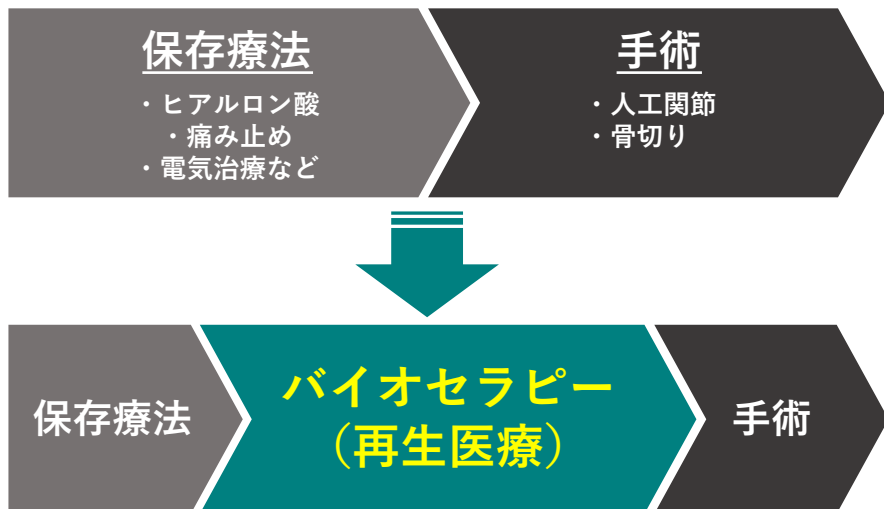 保存療法
・ヒアルロン酸
・痛み止め
・電気治療など
手術
・人工関節
・骨切り
保存療法
バイオセラピー
（再生医療）
手術